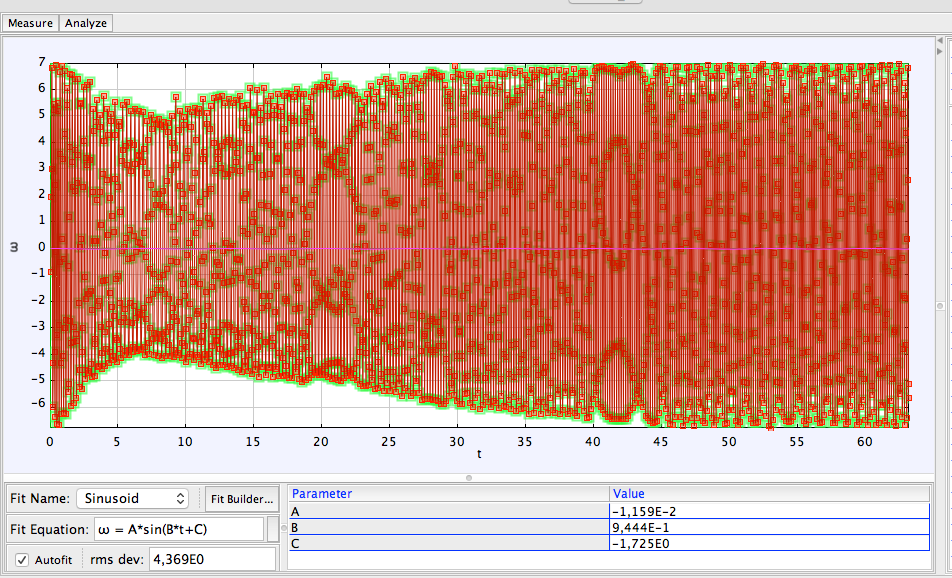 Measure Analyze
7
6
5
4
3
2
1
ω 0
-1
-2
-3
-4
-5
-6
0 5 10 15 20 25 30 35 40 45 50 55 60
t
Fit Name: Sinusoid Fit Builder...
Fit Equation: ω = A*sin(B*t+C)
Autofit rms dev: 4,369E0
Parameter Value
A -1,159E-2
B 9,444E-1
C -1,725E0